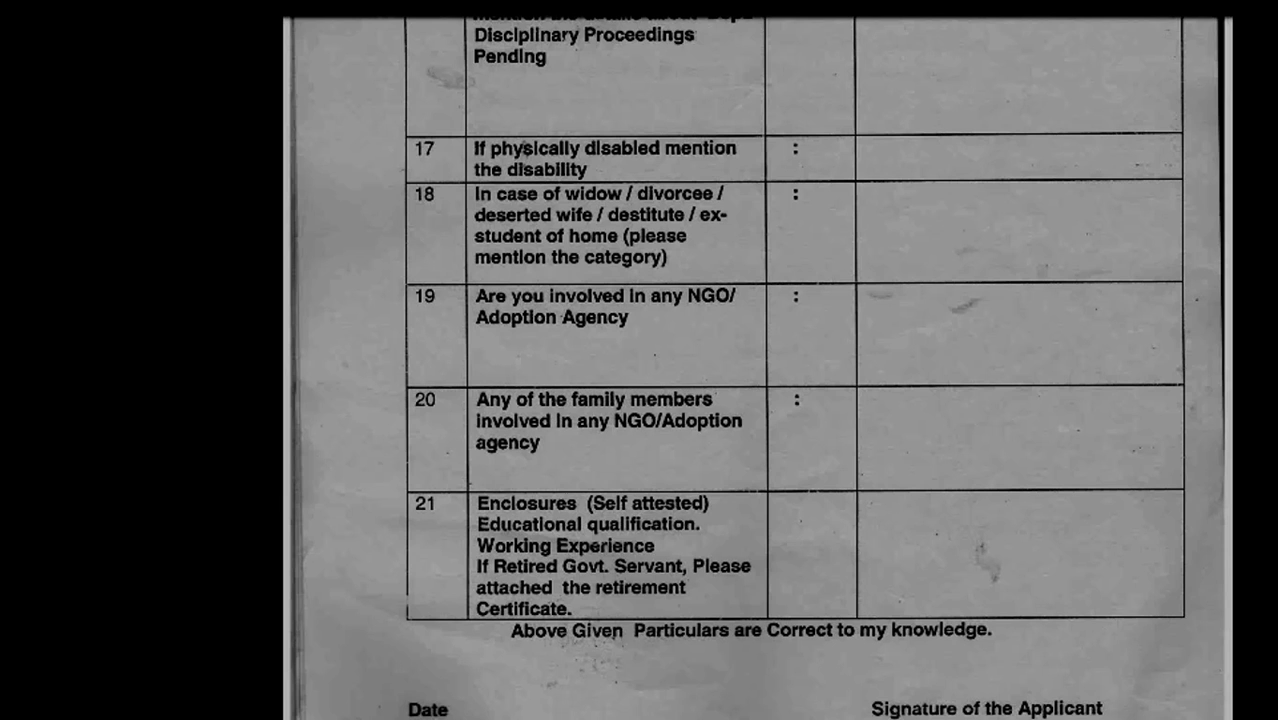 Disciplinary Proceedings
Pending
17 If physically disabled mention :
the disability
18 In case of widow / divorcee / :
deserted wife / destitute / ex-
student of home (please
mention the category)
19 Are you involved in any NGO/ :
Adoption Agency
20 Any of the family members :
involved in any NGO/Adoption
agency
21 Enclosures (Self attested)
Educational qualification.
Working Experience
If Retired Govt. Servant, Please
attached the retirement
Certificate.
Above Given Particulars are Correct to my knowledge.
Date Signature of the Applicant